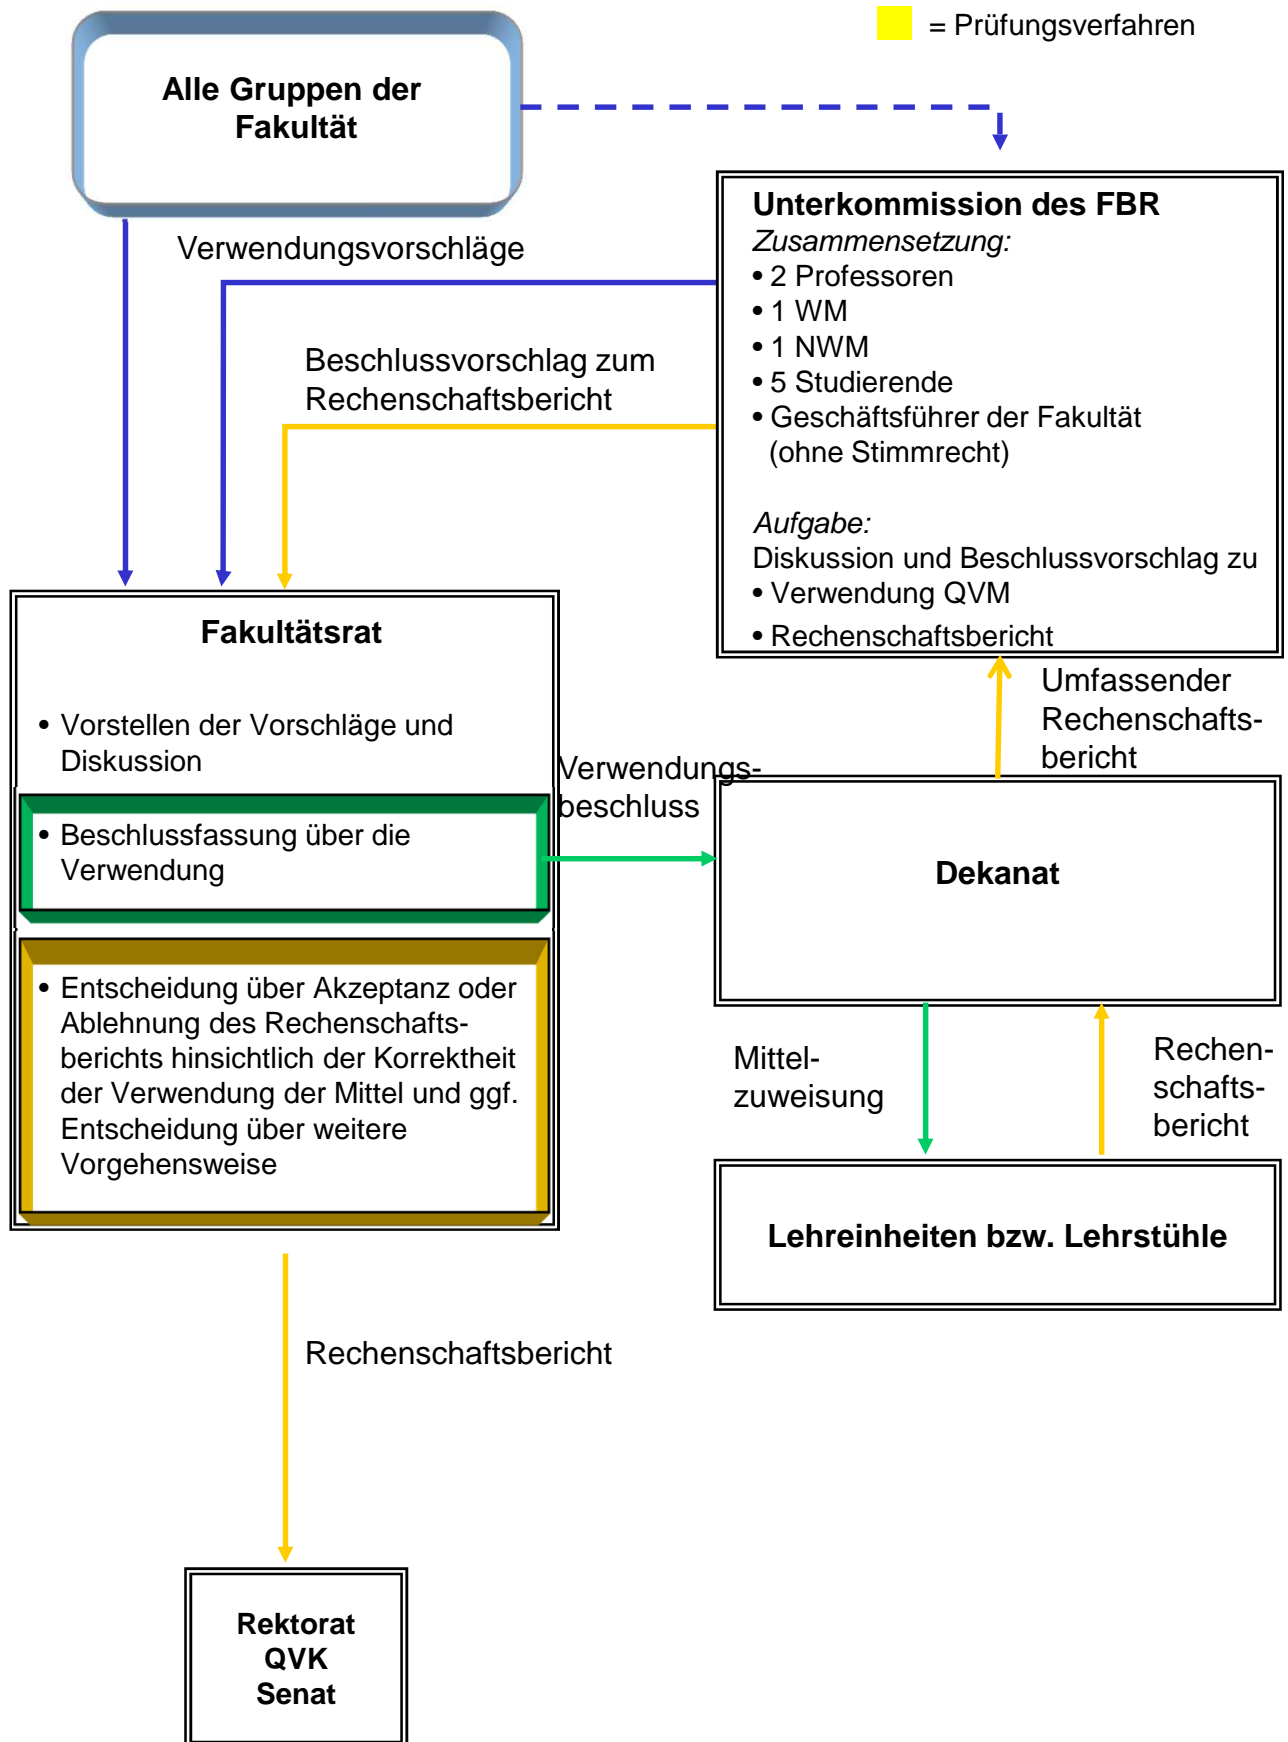 = Prüfungsverfahren
Alle Gruppen der
Fakultät
Verwendungsvorschläge
Unterkommission des FBR
Zusammensetzung:
• 2 Professoren
• 1 WM
• 1 NWM
• 5 Studierende
• Geschäftsführer der Fakultät
(ohne Stimmrecht)
Aufgabe:
Diskussion und Beschlussvorschlag zu
• Verwendung QVM
• Rechenschaftsbericht
Beschlussvorschlag zum
Rechenschaftsbericht
Fakultätsrat
• Vorstellen der Vorschläge und
Diskussion
• Beschlussfassung über die
Verwendung
• Entscheidung über Akzeptanz oder
Ablehnung des Rechenschafts-
berichts hinsichtlich der Korrektheit
der Verwendung der Mittel und ggf.
Entscheidung über weitere
Vorgehensweise
Verwendungs-
beschluss
Umfassender
Rechenschafts-
bericht
Dekanat
Mittel-
zuweisung
Rechen-
schafts-
bericht
Lehreinheiten bzw. Lehrstühle
Rechenschaftsbericht
Rektorat
QVK
Senat